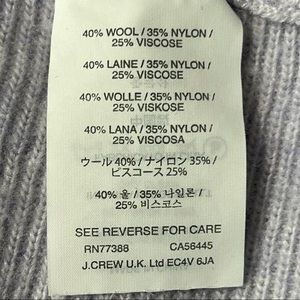 40% WOOL / 35% NYLON /
25% VISCOSE
40% LAINE / 35% NYLON /
25% VISCOSE
40% WOLLE / 35% NYLON /
25% VISKOSE
40% LANA / 35% NYLON /
25% VISCOSA
ウール 40% / ナイロン 35% /
ビスコース 25%
40% 울 / 35% 나일론 /
25% 비스코스
SEE REVERSE FOR CARE
RN77388 CA56445
J.CREW U.K. Ltd EC4V 6JA